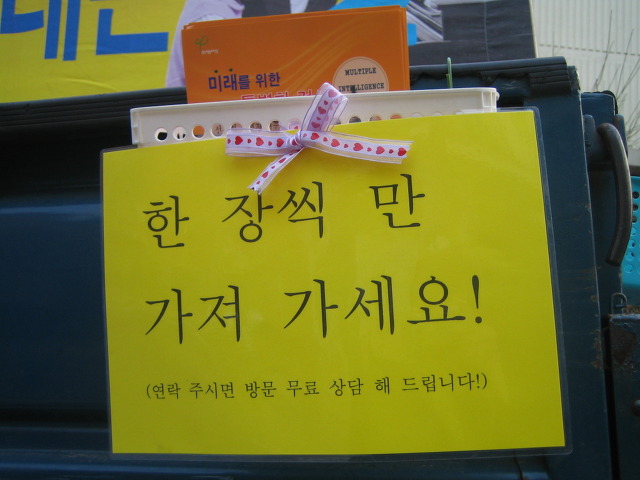 미래를 위한
MULTIPLE
INTELLIGENCE
한 장씩 만
가져 가세요!
(연락 주시면 방문 무료 상담 해 드립니다!)